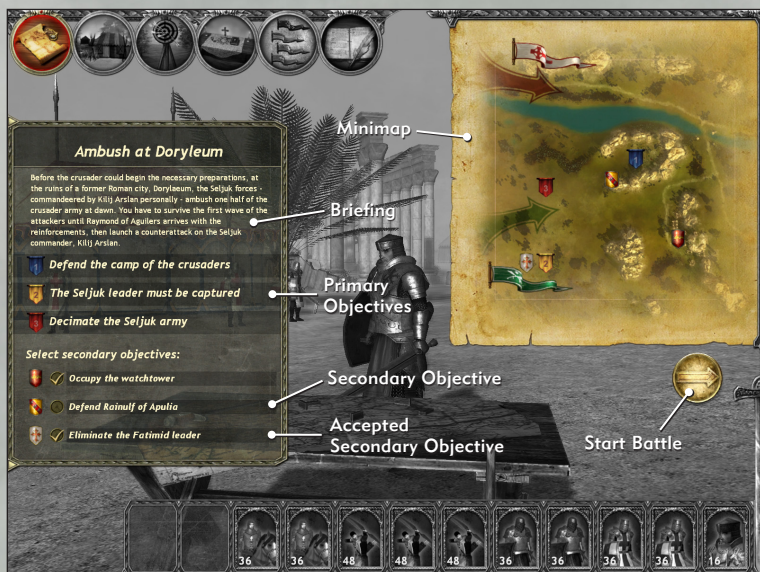 Ambush at Doryleum
Before the crusader could begin the necessary preparations, at
the ruins of a former Roman city, Dorylaeum, the Seljuk forces -
commandeered by Kilij Arslan personally - ambush one half of the
crusader army at dawn. You have to survive the first wave of the
attackers until Raymond of Aguilers arrives with the
reinforcements, then launch a counterattack on the Seljuk
commander, Kilij Arslan.
1 Defend the camp of the crusaders
2 The Seljuk leader must be captured
3 Decimate the Seljuk army
Select secondary objectives:
Occupy the watchtower
Defend Rainulf of Apulia
Eliminate the Fatimid leader
Minimap
Briefing
Primary
Objectives
Secondary Objective
Accepted
Secondary Objective
1
3
2
Start Battle
36 36 48 48 48 36 36 36 36 16